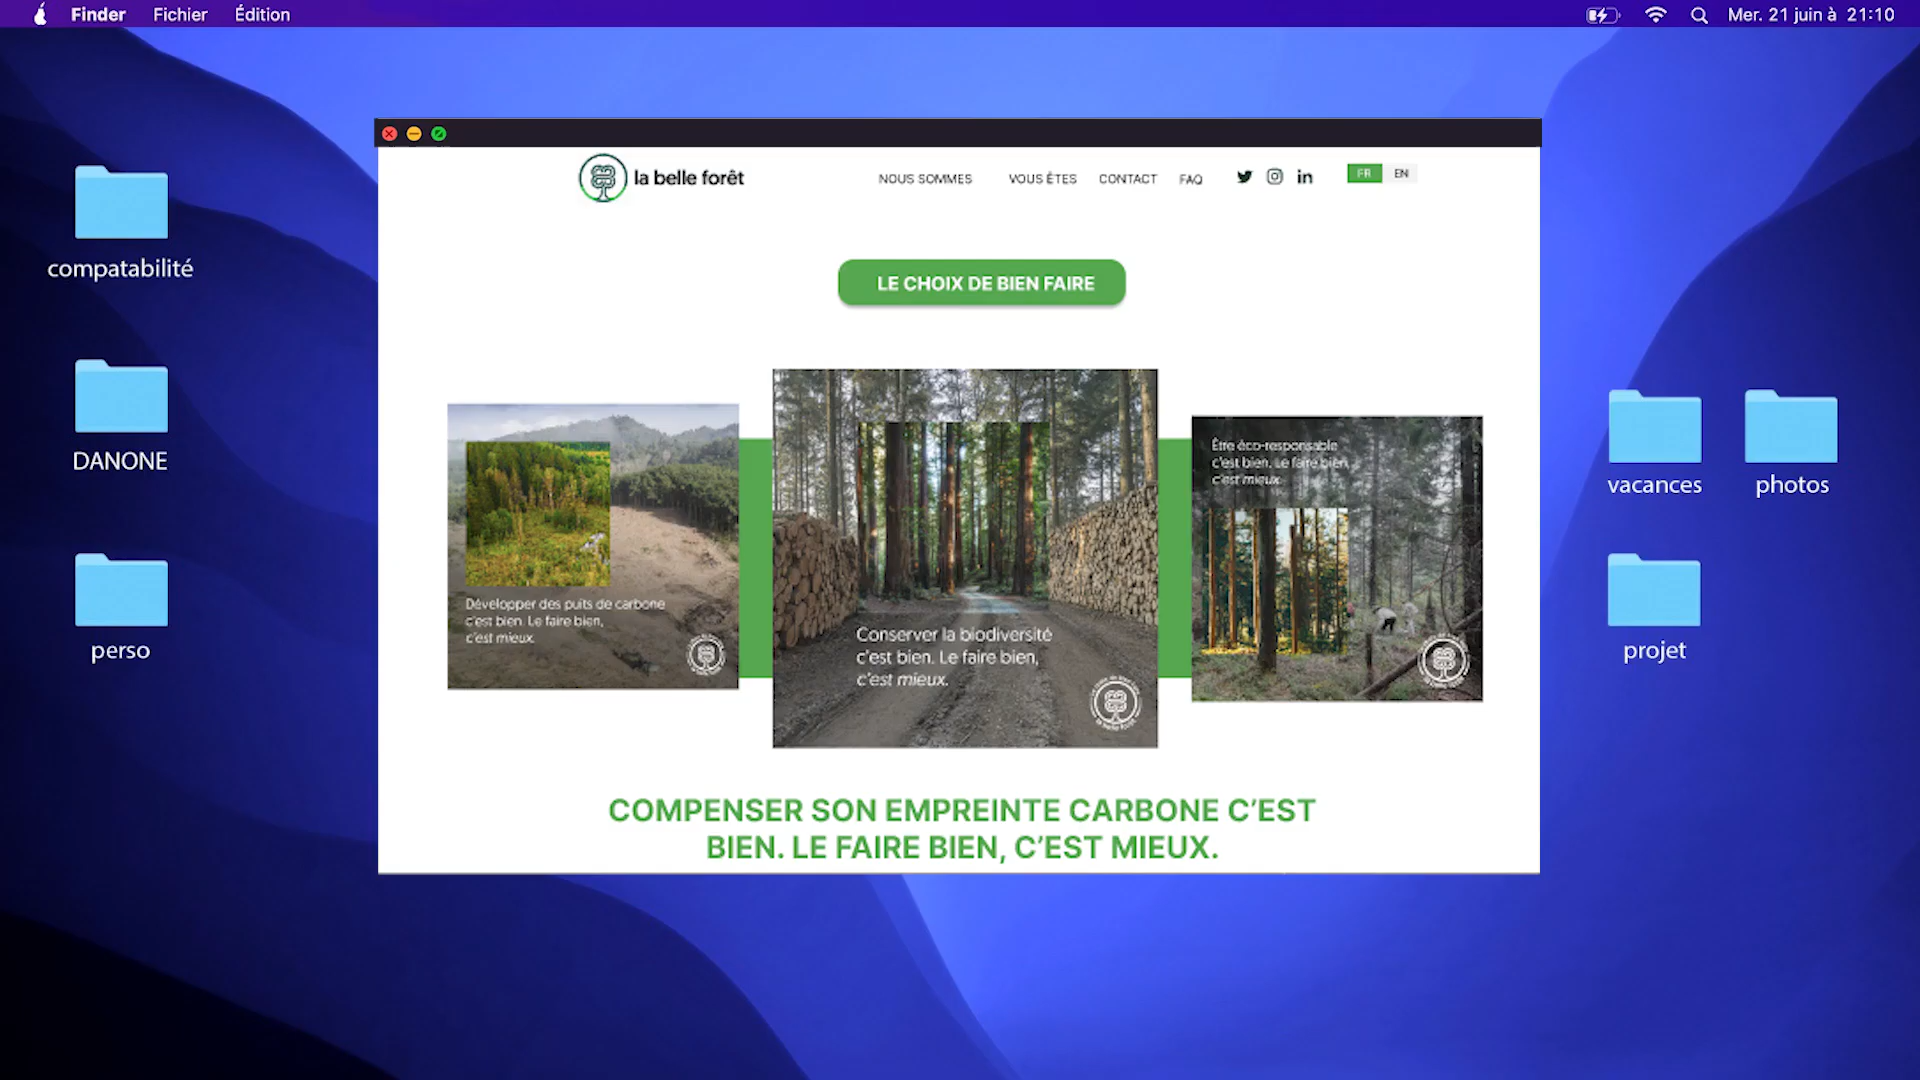 Finder Fichier Édition
Mer. 21 juin à 21:10
compatabilité
DANONE
perso
la belle forêt
NOUS SOMMES VOUS ÊTES CONTACT FAQ
FR EN
LE CHOIX DE BIEN FAIRE
Développer des puits de carbone
c'est bien. Le faire bien,
c'est mieux.
Conserver la biodiversité
c'est bien. Le faire bien,
c'est mieux.
Être éco-responsable
c'est bien. Le faire bien,
c'est mieux.
COMPENSER SON EMPREINTE CARBONE C’EST
BIEN. LE FAIRE BIEN, C’EST MIEUX.
vacances
photos
projet